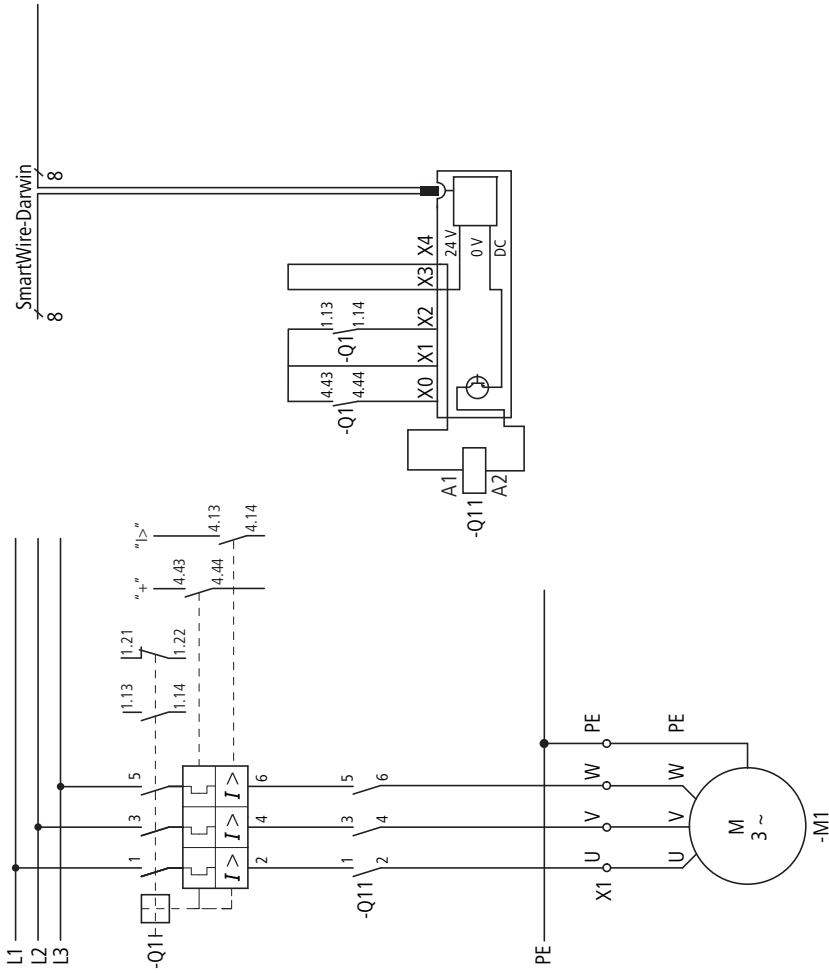 SmartWire-Darwin
8
8
24 V
0 V
DC
X0
X1
X2
X3
X4
-Q1
4.43
4.44
-Q1
1.13
1.14
-Q11
A1
A2
L1
L2
L3
-Q1
1
3
5
1.13
1.14
1.21
1.22
"+"
4.43
4.44
"I>"
4.13
4.14
I >
I >
I >
2
4
6
-Q11
1
3
5
2
4
6
PE
X1
U
V
W
PE
U
V
W
PE
M
3 ~
-M1